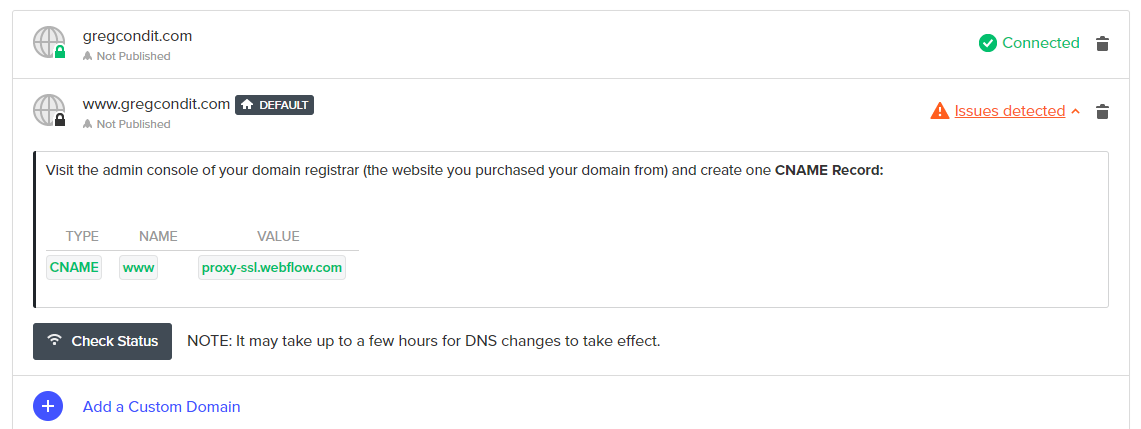 gregcondit.com
Not Published
Connected
www.gregcondit.com DEFAULT
Not Published
Issues detected
Visit the admin console of your domain registrar (the website you purchased your domain from) and create one CNAME Record:
TYPE NAME VALUE
CNAME www proxy-ssl.webflow.com
Check Status NOTE: It may take up to a few hours for DNS changes to take effect.
Add a Custom Domain